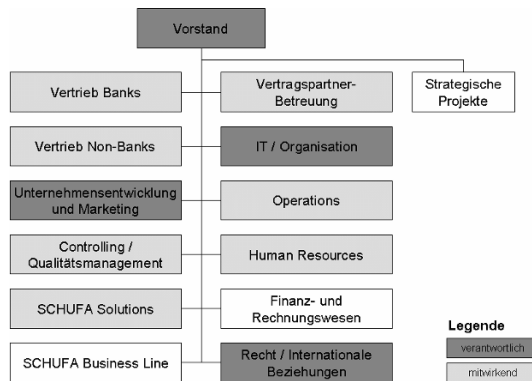 Vorstand
Vertrieb Banks
Vertragspartner-
Betreuung
Strategische
Projekte
Vertrieb Non-Banks
IT / Organisation
Unternehmensentwicklung
und Marketing
Operations
Controlling /
Qualitätsmanagement
Human Resources
SCHUFA Solutions
Finanz- und
Rechnungswesen
SCHUFA Business Line
Recht / Internationale
Beziehungen
Legende
verantwortlich
mitwirkend